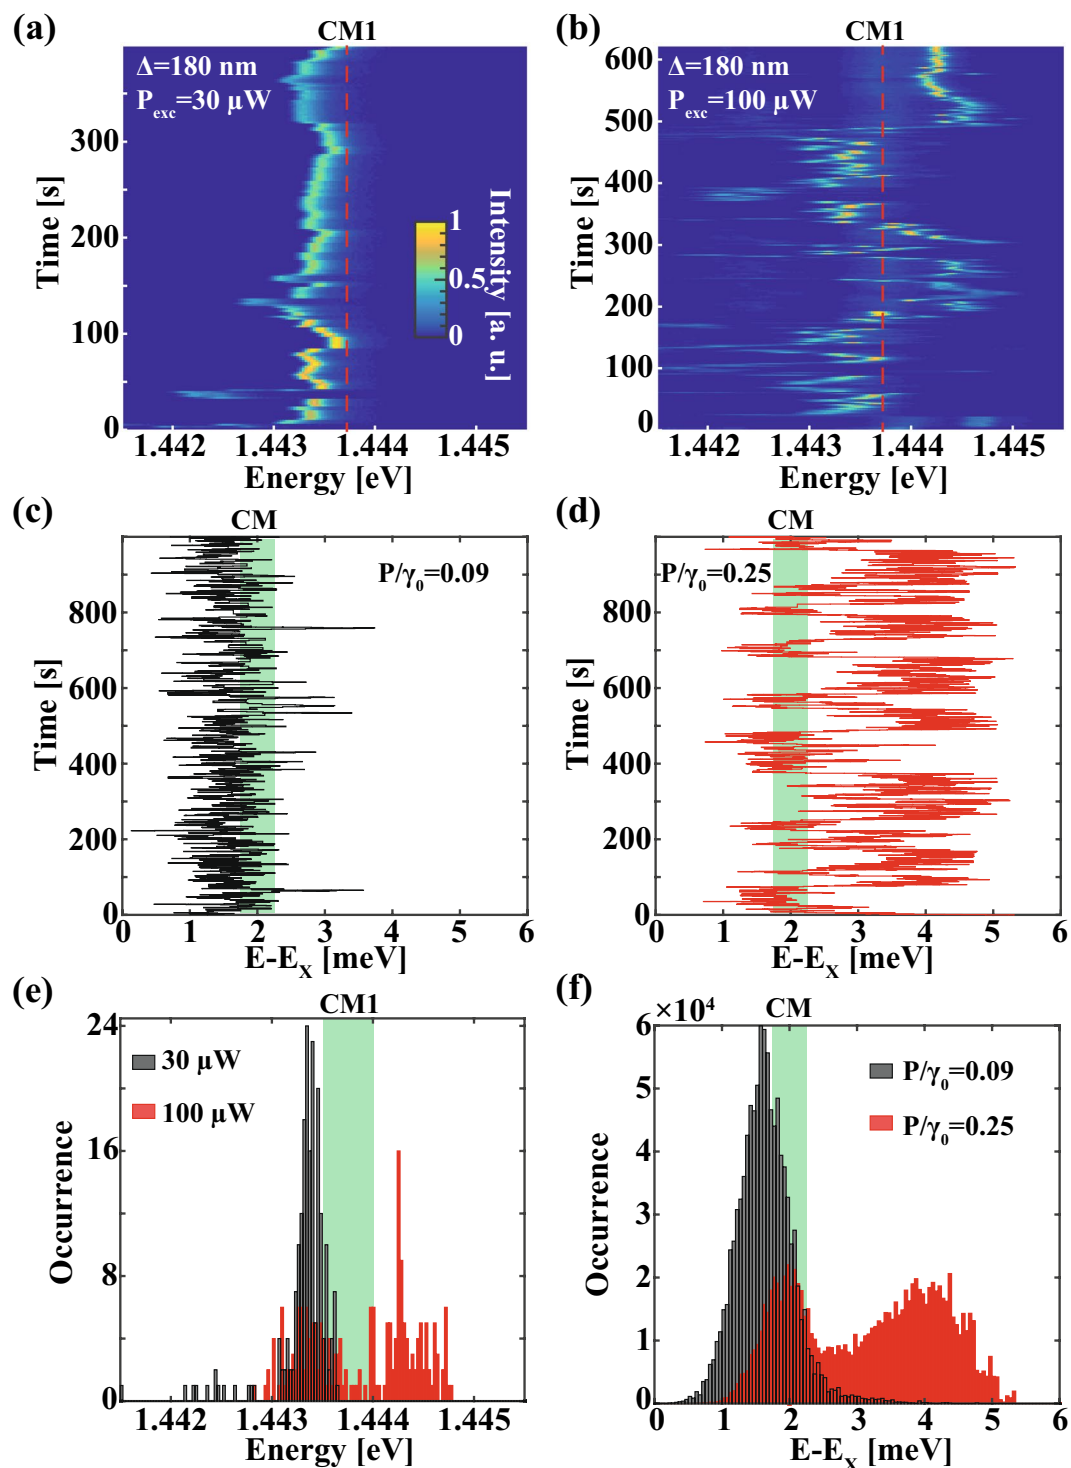 (a)
CM1
Δ=180 nm
P_exc=30 μW
300
200
100
0
Time [s]
1
0.5
0
Intensity [a. u.]
1.442 1.443 1.444 1.445
Energy [eV]
(b)
CM1
Δ=180 nm
P_exc=100 μW
600
500
400
300
200
100
0
Time [s]
1.442 1.443 1.444 1.445
Energy [eV]
(c)
CM
P/γ₀=0.09
800
600
400
200
0
Time [s]
0 1 2 3 4 5 6
E-E_X [meV]
(d)
CM
P/γ₀=0.25
800
600
400
200
0
Time [s]
0 1 2 3 4 5 6
E-E_X [meV]
(e)
CM1
30 μW
100 μW
24
16
8
0
Occurrence
1.442 1.443 1.444 1.445
Energy [eV]
(f)
×10⁴
CM
P/γ₀=0.09
P/γ₀=0.25
6
5
4
3
2
1
0
Occurrence
0 1 2 3 4 5 6
E-E_X [meV]